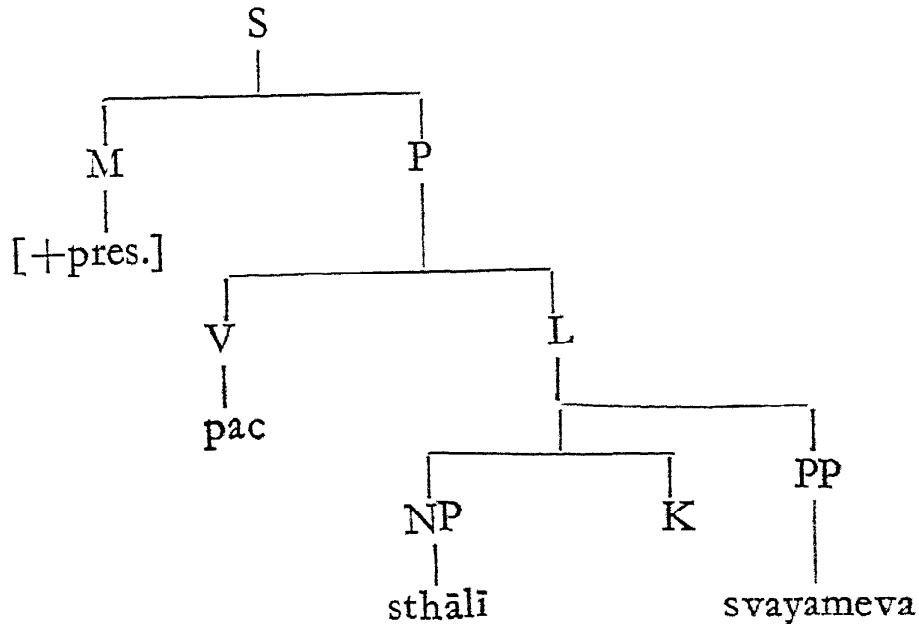 S
M P
[+pres.]
V L
pac
PP
NP K
sthālī svayameva